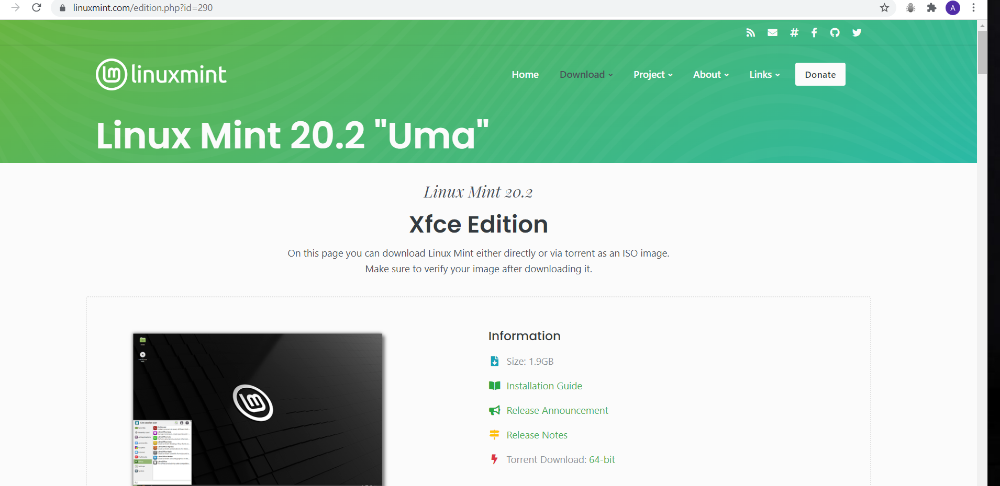 linuxmint.com/edition.php?id=290
A
linuxmint
Home Download Project About Links Donate
Linux Mint 20.2 "Uma"
Linux Mint 20.2
Xfce Edition
On this page you can download Linux Mint either directly or via torrent as an ISO image.
Make sure to verify your image after downloading it.
Information
Size: 1.9GB
Installation Guide
Release Announcement
Release Notes
Torrent Download: 64-bit